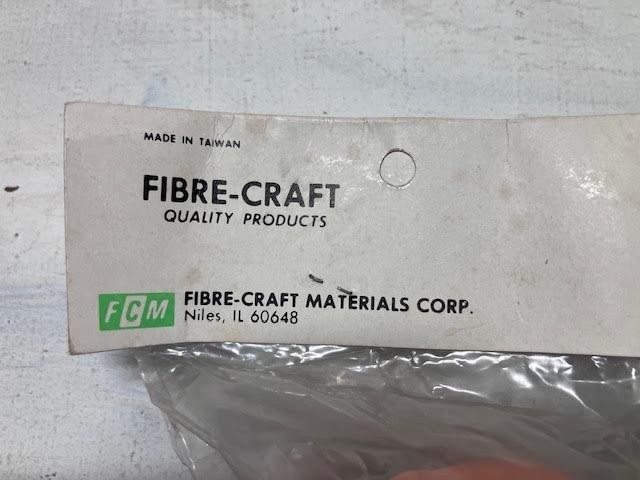 MADE IN TAIWAN
FIBRE-CRAFT
QUALITY PRODUCTS
FCM
FIBRE-CRAFT MATERIALS CORP.
Niles, IL 60648